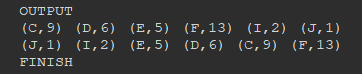 OUTPUT
(C,9) (D,6) (E,5) (F,13) (I,2) (J,1)
(J,1) (I,2) (E,5) (D,6) (C,9) (F,13)
FINISH